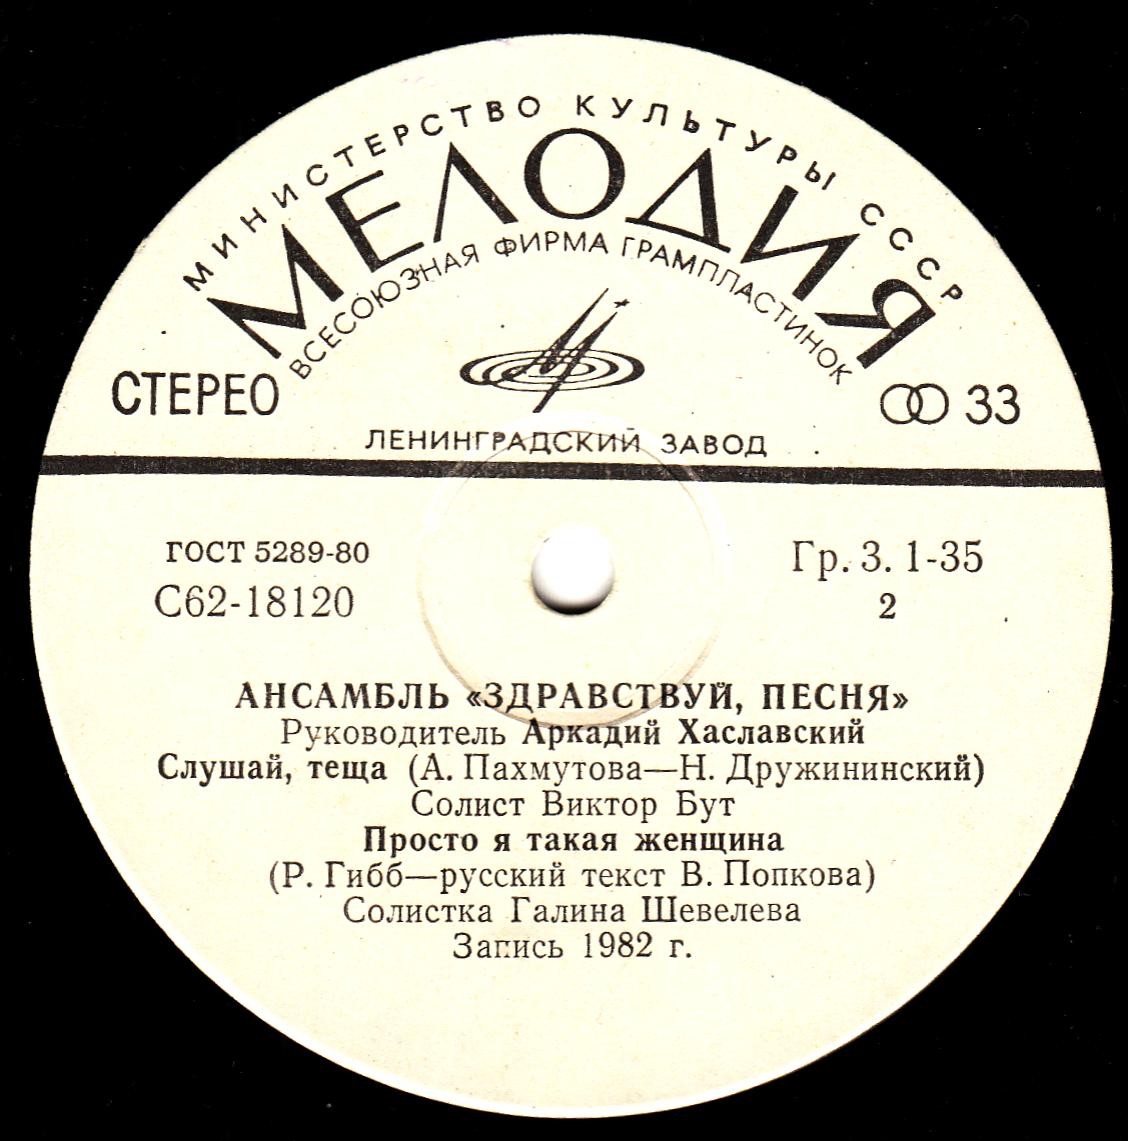 МИНИСТЕРСТВО КУЛЬТУРЫ СССР
МЕЛОДИЯ
ВСЕСОЮЗНАЯ ФИРМА ГРАМПЛАСТИНОК
СТЕРЕО
33
ЛЕНИНГРАДСКИЙ ЗАВОД
ГОСТ 5289-80
Гр. 3. 1-35
С62-18120
2
АНСАМБЛЬ «ЗДРАВСТВУЙ, ПЕСНЯ»
Руководитель Аркадий Хаславский
Слушай, теща (А. Пахмутова—Н. Дружининский)
Солист Виктор Бут
Просто я такая женщина
(Р. Гибб—русский текст В. Попкова)
Солистка Галина Шевелева
Запись 1982 г.